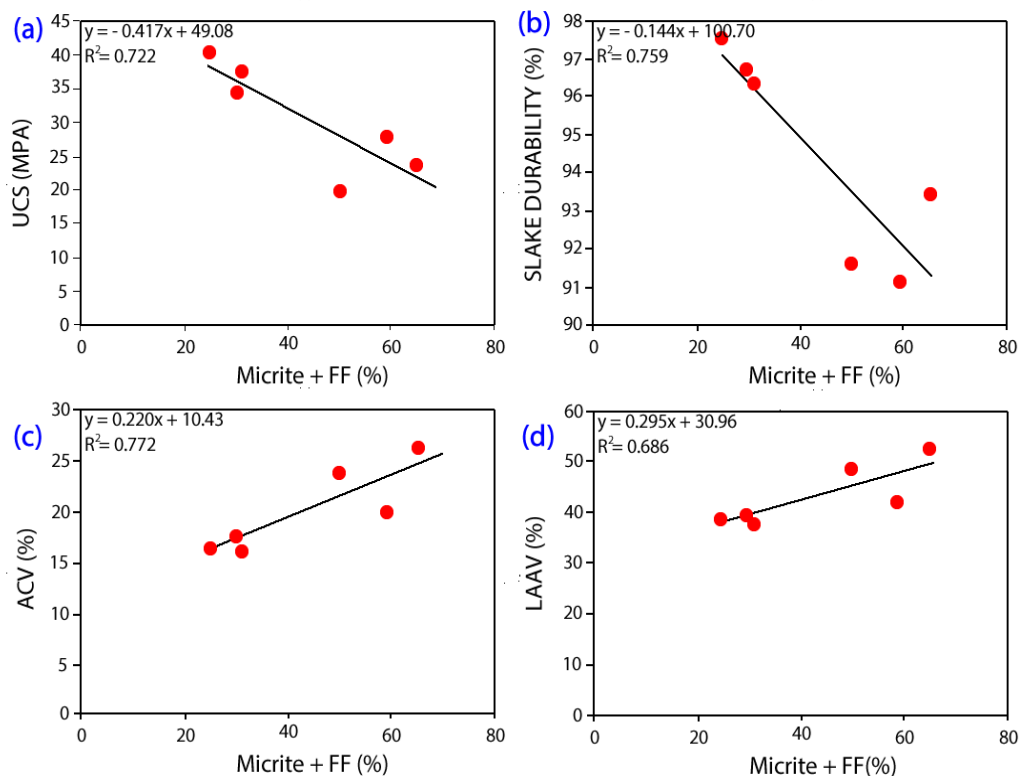 (a)
45
40
35
30
25
20
15
10
5
0
y = - 0.417x + 49.08
R²= 0.722
UCS (MPA)
0 20 40 60 80
Micrite + FF (%)
(b)
98
97
96
95
93
92
91
90
y = -0.144x + 100.70
R²= 0.759
SLAKE DURABILITY (%)
0 20 40 60 80
Micrite + FF (%)
(c)
30
25
20
15
10
5
0
y = 0.220x + 10.43
R²= 0.772
ACV (%)
0 20 40 60 80
Micrite + FF (%)
(d)
60
50
40
30
20
10
0
y = 0.295x + 30.96
R²= 0.686
LAAV (%)
0 20 40 60 80
Micrite + FF(%)